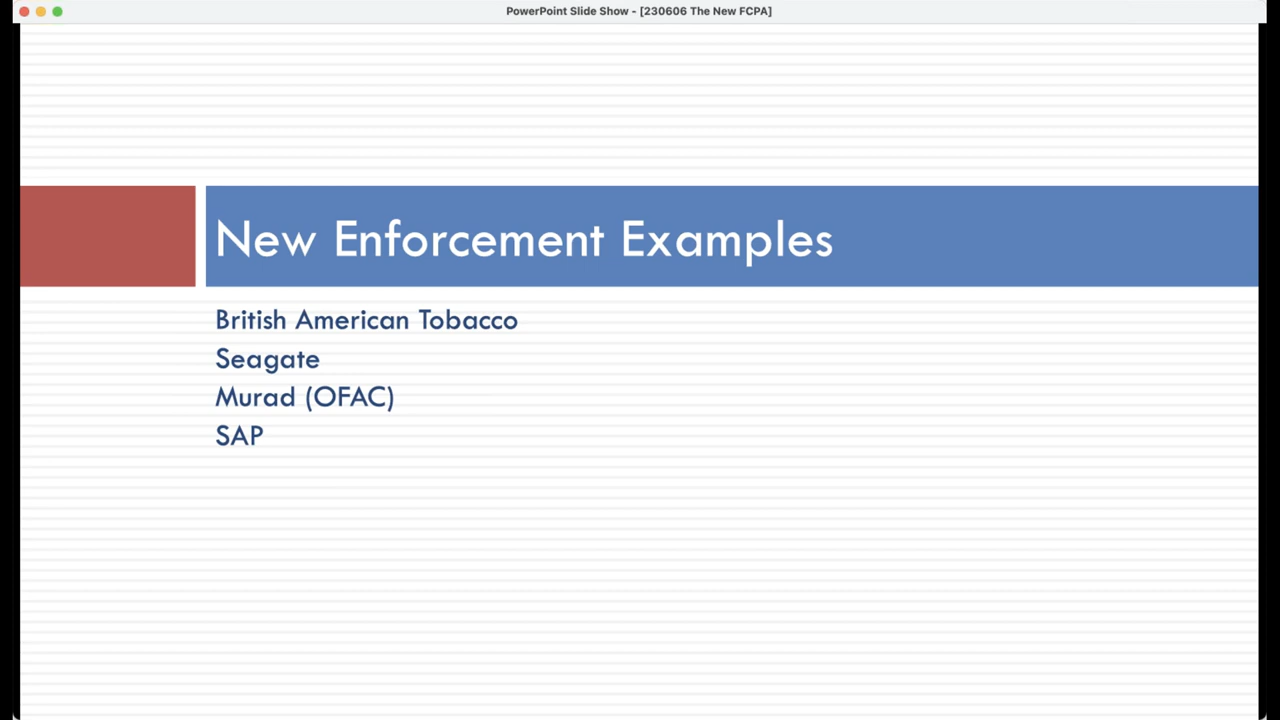 PowerPoint Slide Show - [230606 The New FCPA]
New Enforcement Examples
British American Tobacco
Seagate
Murad (OFAC)
SAP